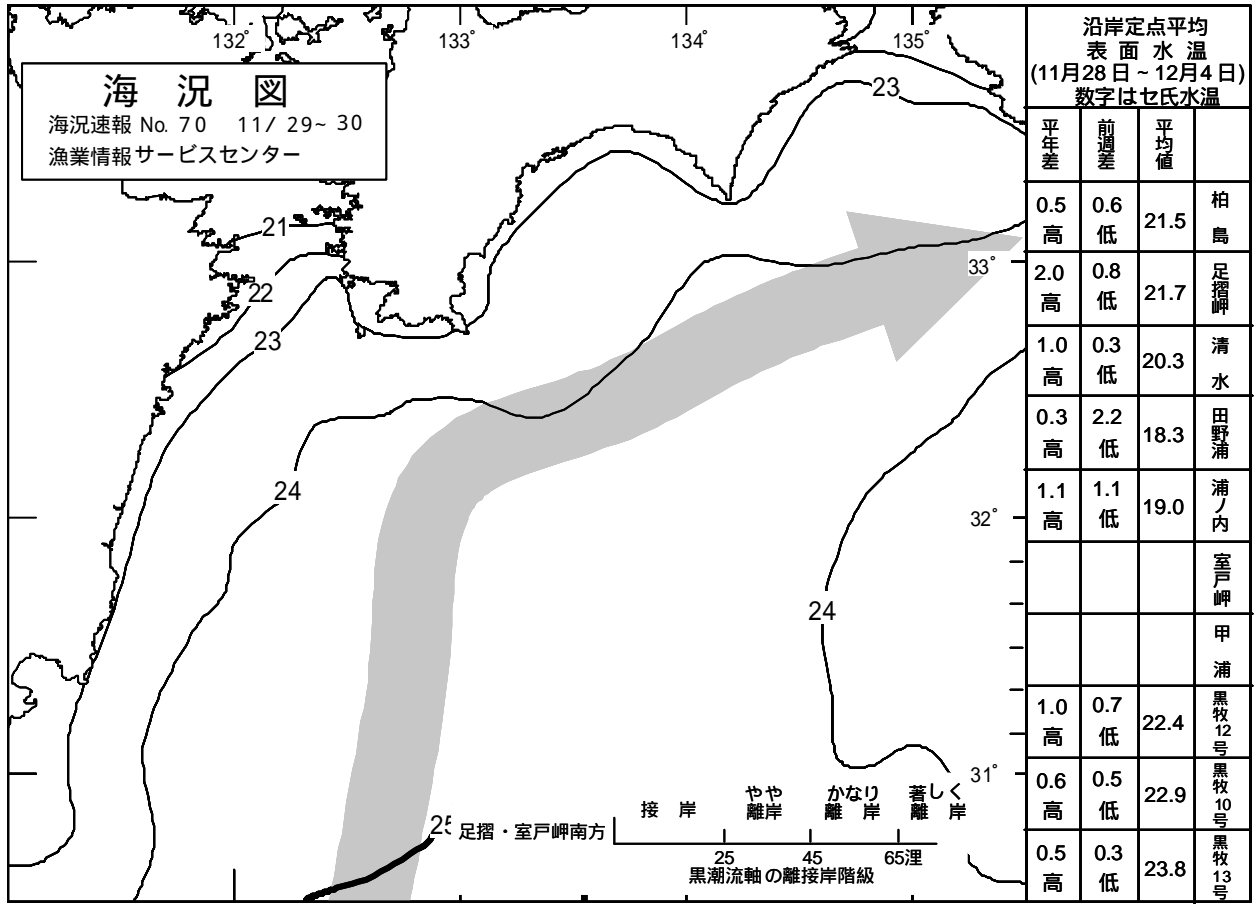 132°
133°
134°
135°
海 況 図
海況速報 No. 70 11/ 29~ 30
漁業情報サービスセンター
23
21
22
23
24
24
25
33°
32°
31°
足摺・室戸岬南方
接 岸
やや
離岸
かなり
離 岸
著しく
離 岸
25 45 65浬
黒潮流軸の離接岸階級
沿岸定点平均
表 面 水 温
(11月28日~12月4日)
数字はセ氏水温
平年差 前週差 平均値
0.5高 0.6低 21.5 柏島
2.0高 0.8低 21.7 足摺岬
1.0高 0.3低 20.3 清水
0.3高 2.2低 18.3 田野浦
1.1高 1.1低 19.0 浦ノ内
室戸岬
甲浦
1.0高 0.7低 22.4 黒牧12号
0.6高 0.5低 22.9 黒牧10号
0.5高 0.3低 23.8 黒牧13号